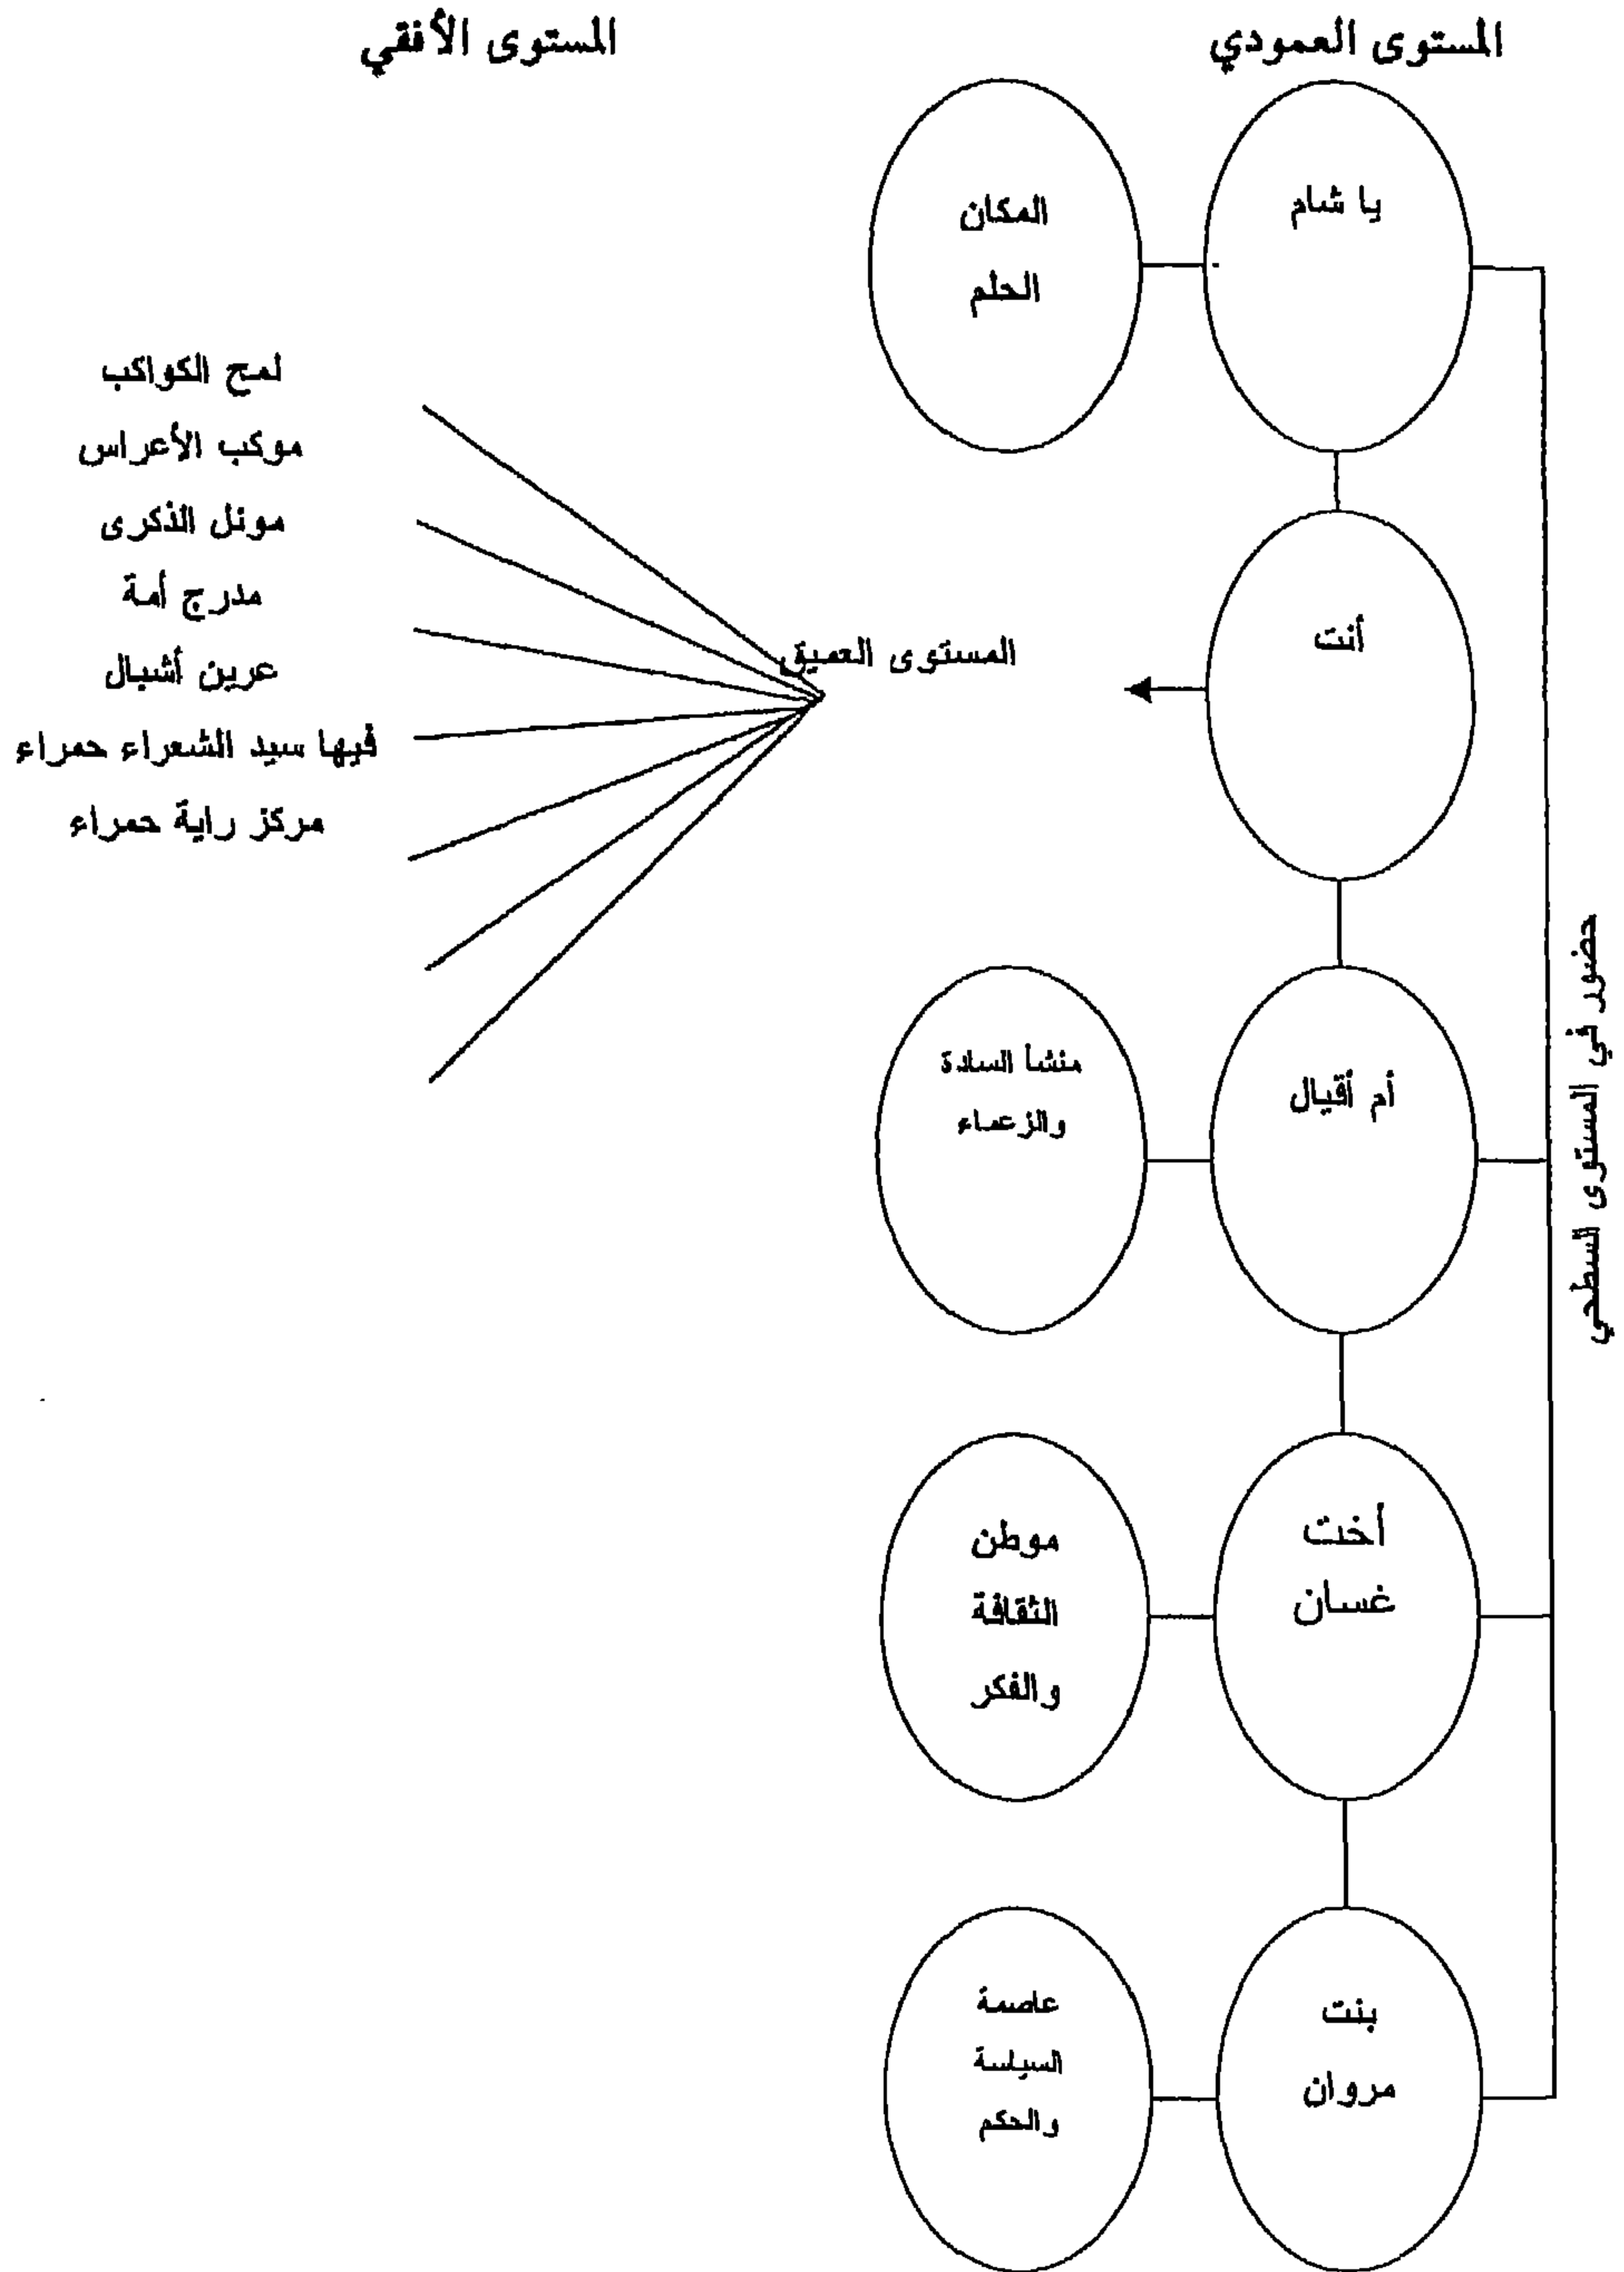 المستوى العمودي
المستوى الأفقي
يا شام
المكان
الحلم
أنت
المستوى العميق
لمح الكواكب
موكب الأعراس
موئل الذكرى
مدرج أمة
عرين أشبال
فيها سيد الشعراء حمراء
مركز راية حمراء
أم أقيال
منشأ السادة
والزعماء
أخت
غسان
موطن
الثقافة
والفكر
بنت
مروان
عاصمة
السياسة
والحكم
حضور في المستوى السطحي